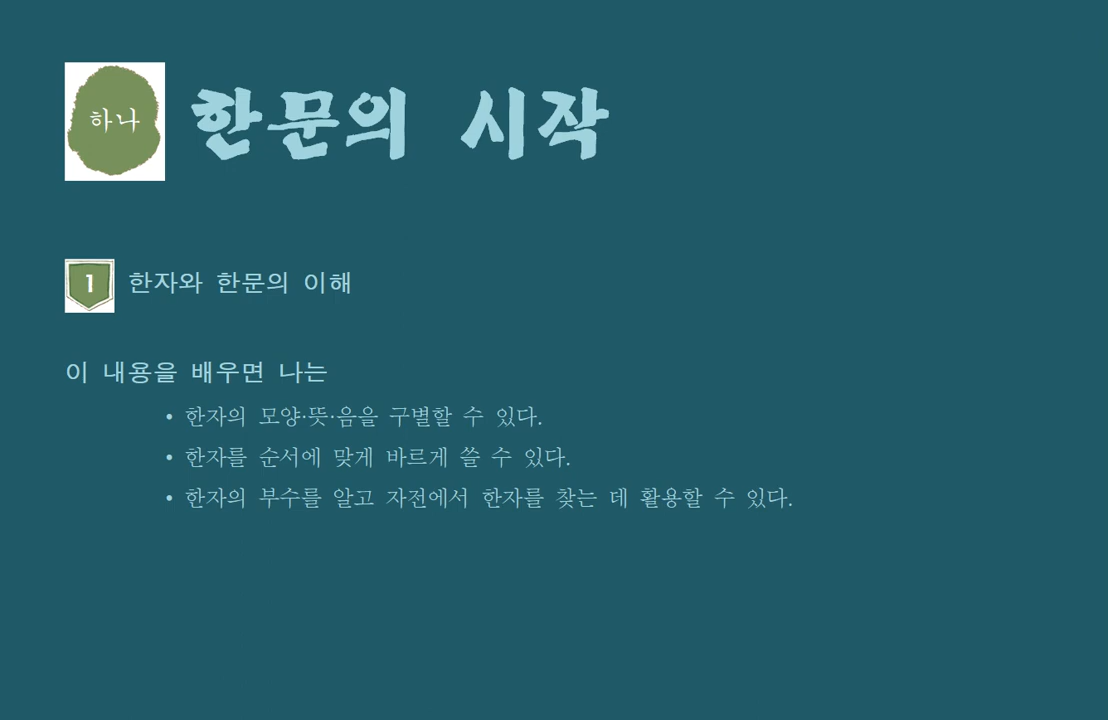 하나
한문의 시작
1
한자와 한문의 이해
이 내용을 배우면 나는
• 한자의 모양·뜻·음을 구별할 수 있다.
• 한자를 순서에 맞게 바르게 쓸 수 있다.
• 한자의 부수를 알고 자전에서 한자를 찾는 데 활용할 수 있다.